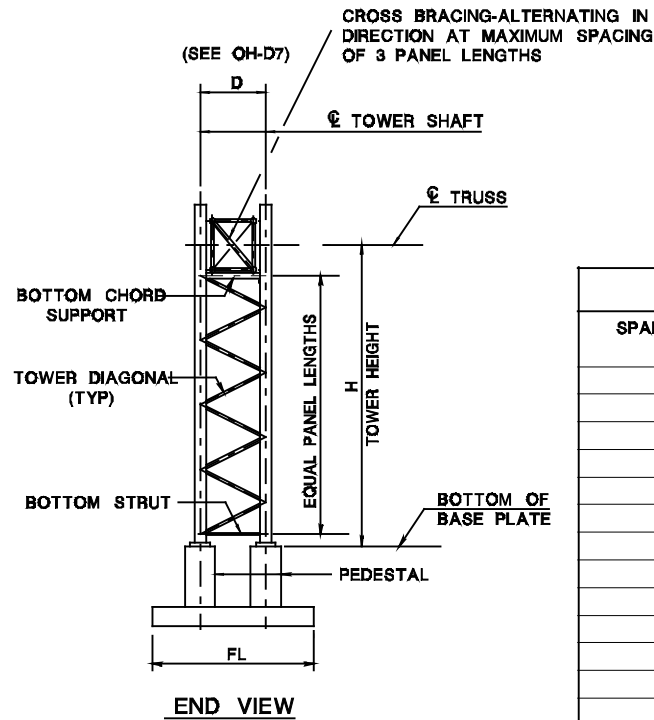 CROSS BRACING-ALTERNATING IN
DIRECTION AT MAXIMUM SPACING
OF 3 PANEL LENGTHS
(SEE OH-D7)
D
℄ TOWER SHAFT
℄ TRUSS
BOTTOM CHORD
SUPPORT
TOWER DIAGONAL
(TYP)
EQUAL PANEL LENGTHS
H
TOWER HEIGHT
BOTTOM STRUT
BOTTOM OF
BASE PLATE
PEDESTAL
FL
END VIEW